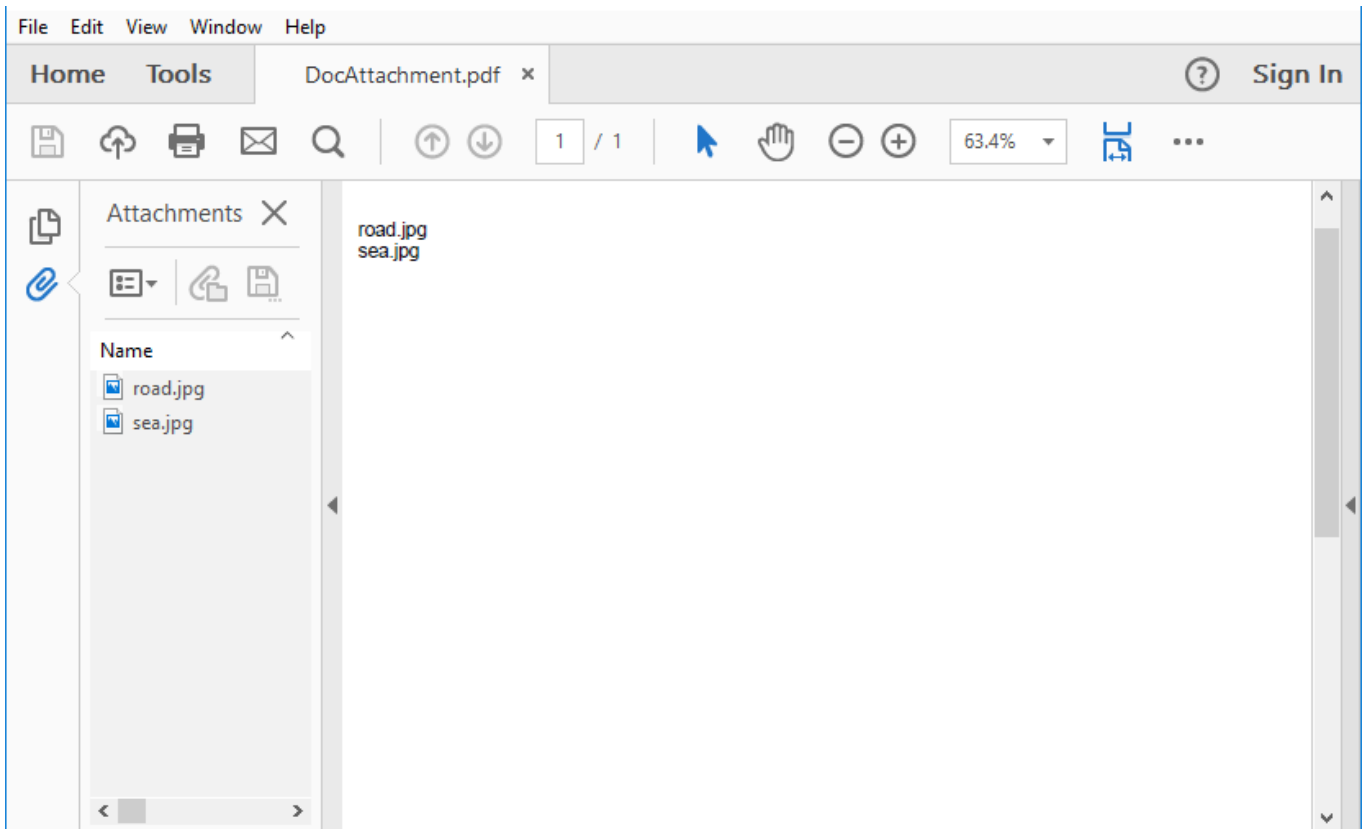 File Edit View Window Help
Home Tools DocAttachment.pdf × ? Sign In
1 / 1 63.4%
Attachments
Name
road.jpg
sea.jpg
road.jpg
sea.jpg